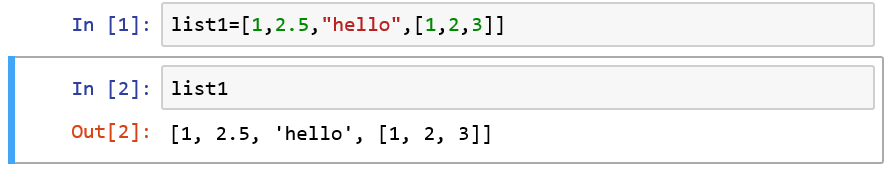 In [1]: list1=[1,2.5,"hello",[1,2,3]]
In [2]: list1
Out[2]: [1, 2.5, 'hello', [1, 2, 3]]